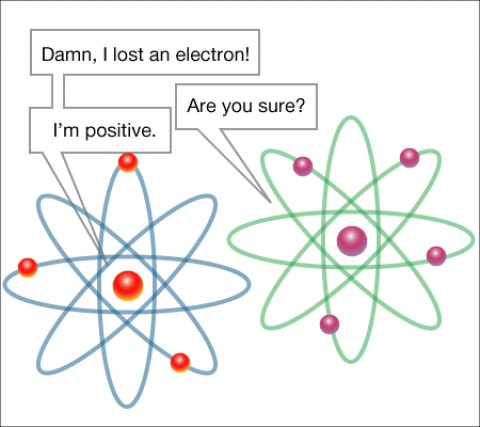 Damn, I lost an electron!
Are you sure?
I'm positive.